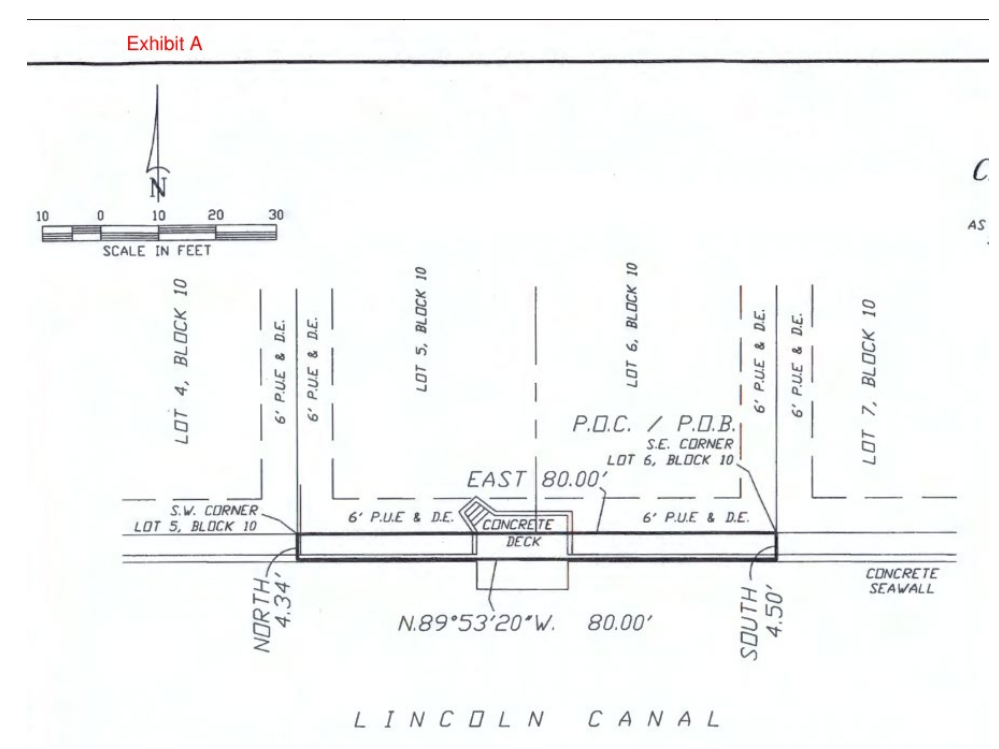 Exhibit A
N
10 0 10 20 30
SCALE IN FEET
LOT 4, BLOCK 10
6' P.U.E & D.E.
6' P.U.E & D.E.
LOT 5, BLOCK 10
LOT 6, BLOCK 10
6' P.U.E & D.E.
6' P.U.E & D.E.
LOT 7, BLOCK 10
AS
P.O.C. / P.O.B.
S.E. CORNER
LOT 6, BLOCK 10
EAST 80.00'
S.W. CORNER
LOT 5, BLOCK 10
6' P.U.E & D.E.
CONCRETE
DECK
6' P.U.E & D.E.
NORTH
4.34'
N.89°53'20"W. 80.00'
SOUTH
4.50'
CONCRETE
SEAWALL
LINCOLN CANAL